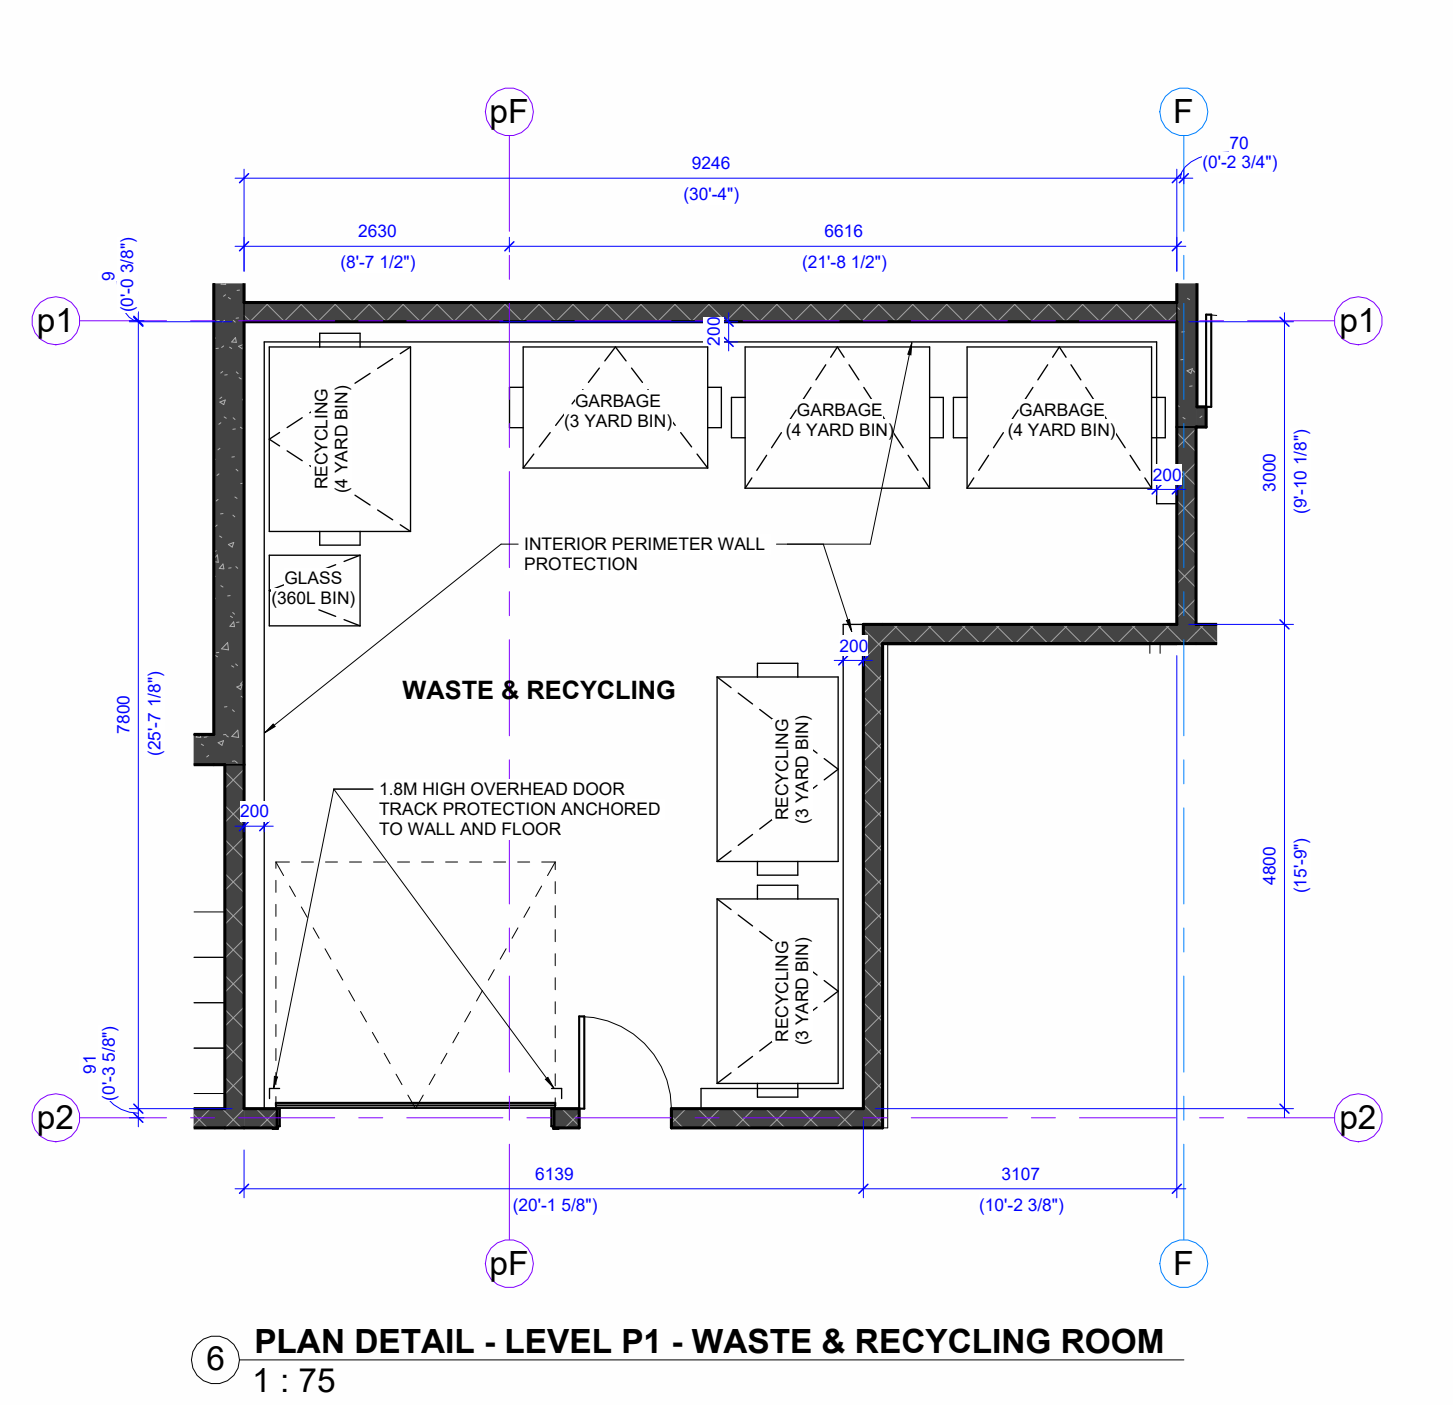 pF
F
70
(0'-2 3/4")
9246
(30'-4")
2630
(8'-7 1/2")
6616
(21'-8 1/2")
9
(0'-0 3/8")
p1
p1
200
RECYCLING
(4 YARD BIN)
GARBAGE
(3 YARD BIN)
GARBAGE
(4 YARD BIN)
GARBAGE
(4 YARD BIN)
200
3000
(9'-10 1/8")
INTERIOR PERIMETER WALL
PROTECTION
GLASS
(360L BIN)
200
WASTE & RECYCLING
7800
(25'-7 1/8")
RECYCLING
(3 YARD BIN)
1.8M HIGH OVERHEAD DOOR
TRACK PROTECTION ANCHORED
TO WALL AND FLOOR
200
4800
(15'-9")
RECYCLING
(3 YARD BIN)
91
(0'-3 5/8")
p2
p2
6139
(20'-1 5/8")
3107
(10'-2 3/8")
pF
F
6
PLAN DETAIL - LEVEL P1 - WASTE & RECYCLING ROOM
1 : 75